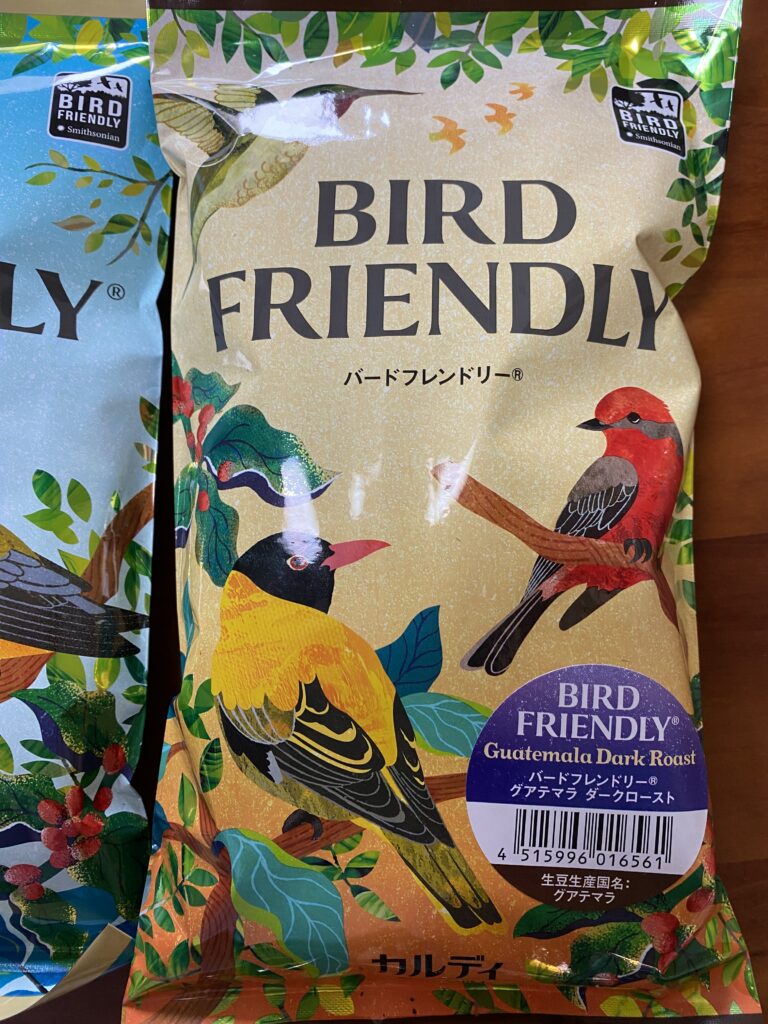 BIRD
FRIENDLY
Smithsonian
LY®
BIRD
FRIENDLY
Smithsonian
BIRD
FRIENDLY
バードフレンドリー®
BIRD
FRIENDLY®
Guatemala Dark Roast
バードフレンドリー®
グアテマラ ダークロースト
4 515996 016561
生豆生産国名：
グアテマラ
カルディ